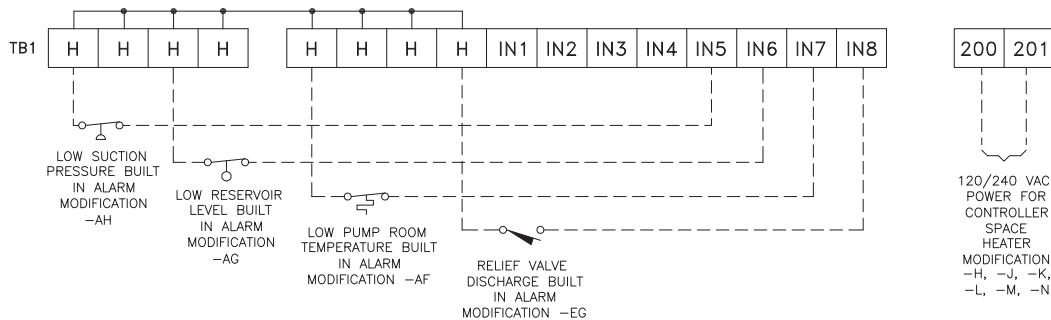 TB1 H H H H H H H H IN1 IN2 IN3 IN4 IN5 IN6 IN7 IN8 200 201
LOW SUCTION
PRESSURE BUILT
IN ALARM
MODIFICATION
–AH
LOW RESERVOIR
LEVEL BUILT
IN ALARM
MODIFICATION
–AG
LOW PUMP ROOM
TEMPERATURE BUILT
IN ALARM
MODIFICATION –AF
RELIEF VALVE
DISCHARGE BUILT
IN ALARM
MODIFICATION –EG
120/240 VAC
POWER FOR
CONTROLLER
SPACE
HEATER
MODIFICATION
–H, –J, –K,
–L, –M, –N